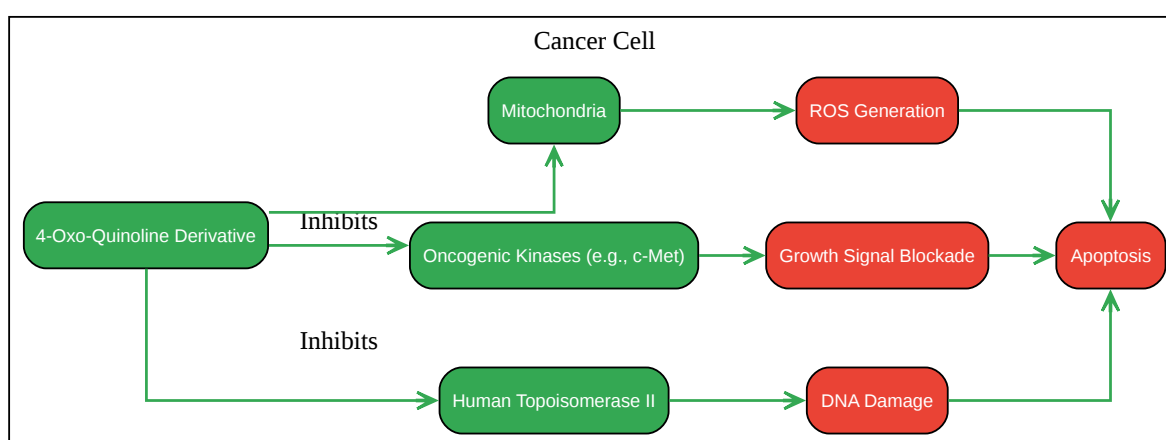 Cancer Cell
Mitochondria
ROS Generation
4-Oxo-Quinoline Derivative
Inhibits
Oncogenic Kinases (e.g., c-Met)
Growth Signal Blockade
Apoptosis
Inhibits
Human Topoisomerase II
DNA Damage